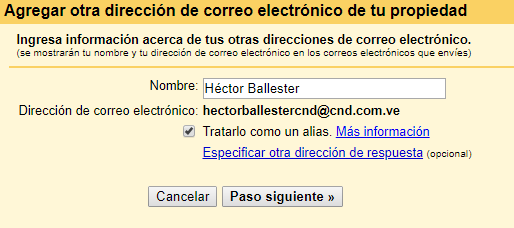 Agregar otra dirección de correo electrónico de tu propiedad
Ingresa información acerca de tus otras direcciones de correo electrónico.
(se mostrarán tu nombre y tu dirección de correo electrónico en los correos electrónicos que envíes)
Nombre: Héctor Ballester
Dirección de correo electrónico: hectorballestercnd@cnd.com.ve
Tratarlo como un alias. Más información
Especificar otra dirección de respuesta (opcional)
Cancelar Paso siguiente »